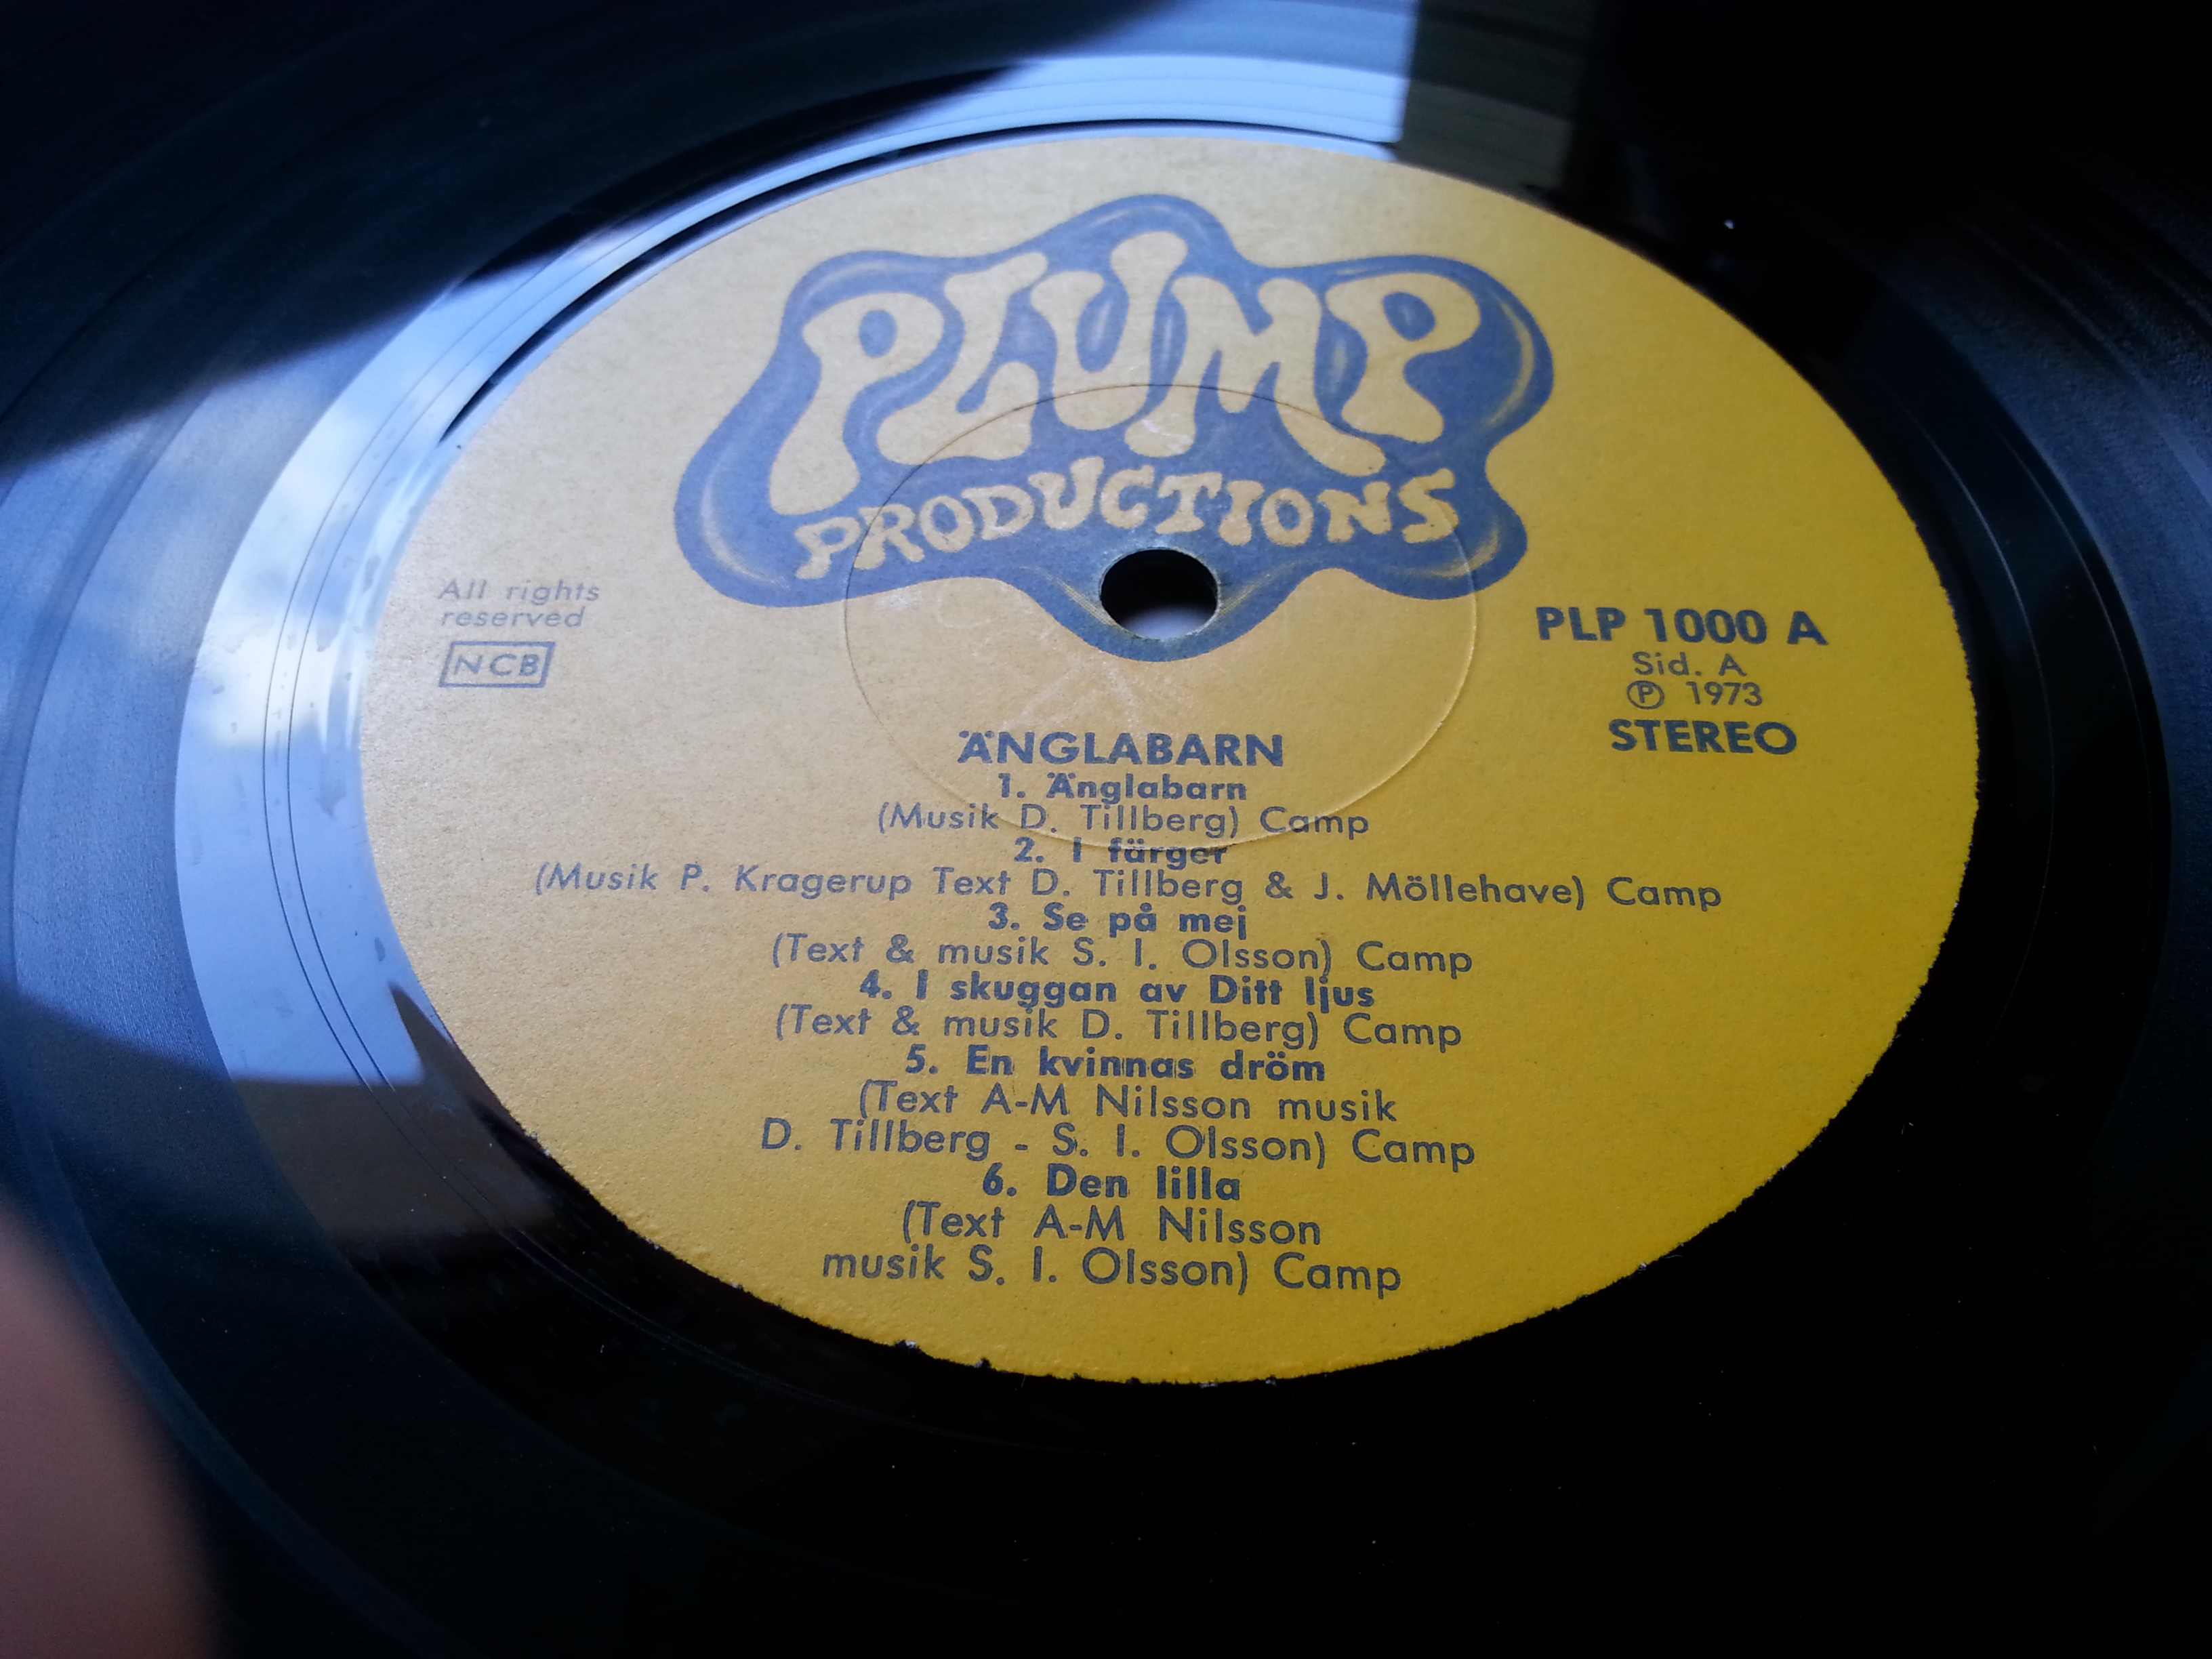 PLUMP
PRODUCTIONS
All rights
reserved
NCB
PLP 1000 A
Sid. A
Ⓟ 1973
STEREO
ÄNGLABARN
1. Änglabarn
(Musik D. Tillberg) Camp
2. I färger
(Musik P. Kragerup Text D. Tillberg & J. Möllehave) Camp
3. Se på mej
(Text & musik S. I. Olsson) Camp
4. I skuggan av Ditt ljus
(Text & musik D. Tillberg) Camp
5. En kvinnas dröm
(Text A-M Nilsson musik
D. Tillberg - S. I. Olsson) Camp
6. Den lilla
(Text A-M Nilsson
musik S. I. Olsson) Camp